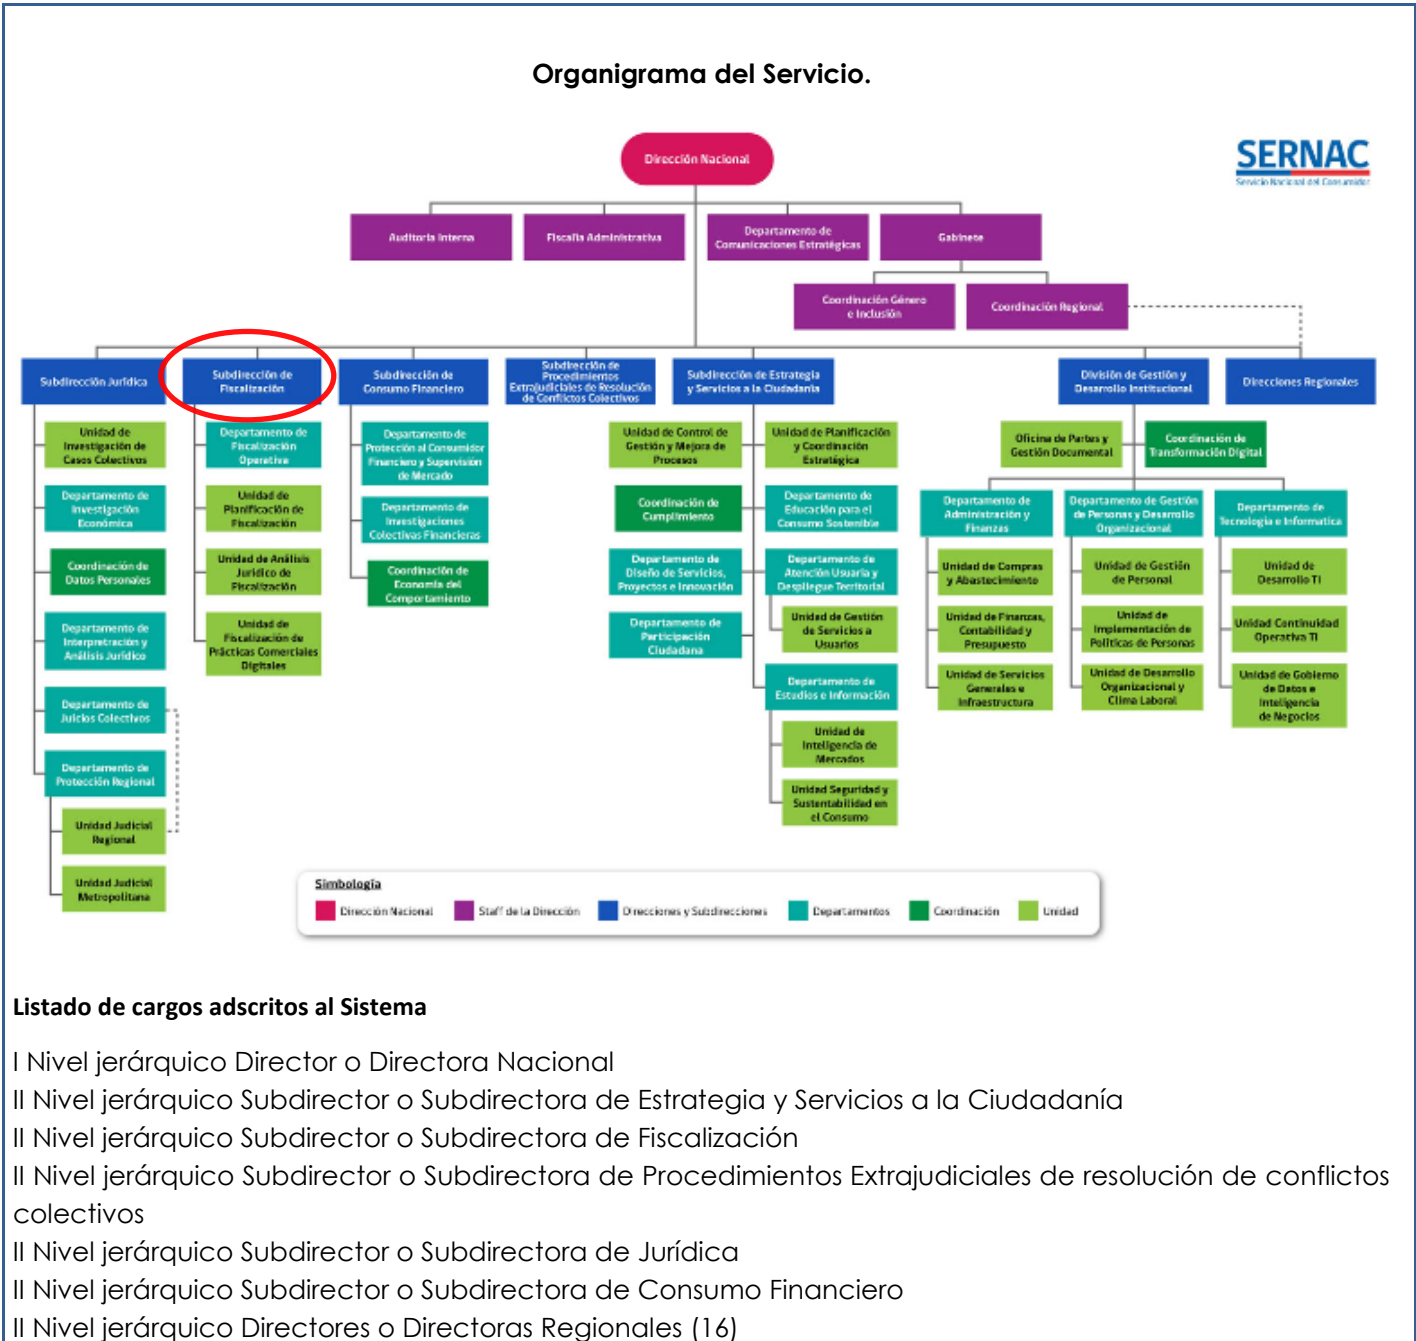 Organigrama del Servicio.
SERNAC
Servicio Nacional del Consumidor
Dirección Nacional
Auditoría Interna
Fiscalía Administrativa
Departamento de
Comunicaciones Estratégicas
Gabinete
Coordinación Género
e Inclusión
Coordinación Regional
Subdirección Jurídica
Subdirección de
Fiscalización
Subdirección de
Consumo Financiero
Subdirección de
Procedimientos
Extrajudiciales de Resolución
de Conflictos Colectivos
Subdirección de Estrategia
y Servicios a la Ciudadanía
División de Gestión y
Desarrollo Institucional
Direcciones Regionales
Unidad de
Investigación de
Casos Colectivos
Departamento de
Investigación
Económica
Coordinación de
Datos Personales
Departamento de
Interpretración y
Análisis Jurídico
Departamento de
Juicios Colectivos
Departamento de
Protección Regional
Unidad Judicial
Regional
Unidad Judicial
Metropolitana
Departamento de
Fiscalización
Operativa
Unidad de
Planificación de
Fiscalización
Unidad de Análisis
Jurídico de
Fiscalización
Unidad de
Fiscalización de
Prácticas Comerciales
Digitales
Departamento de
Protección al Consumidor
Financiero y Supervisión
de Mercado
Departamento de
Investigaciones
Colectivas Financieras
Coordinación de
Economía del
Comportamiento
Unidad de Control de
Gestión y Mejora de
Procesos
Coordinación de
Cumplimiento
Departamento de
Diseño de Servicios,
Proyectos e Innovación
Departamento de
Participación
Ciudadana
Unidad de Planificación
y Coordinación
Estratégica
Departamento de
Educación para el
Consumo Sostenible
Departamento de
Atención Usuaria y
Despliegue Territorial
Unidad de Gestión
de Servicios a
Usuarios
Departamento de
Estudios e Información
Unidad de
Inteligencia de
Mercados
Unidad Seguridad y
Sustentabilidad en
el Consumo
Oficina de Partes y
Gestión Documental
Coordinación de
Transformación Digital
Departamento de
Administración y
Finanzas
Unidad de Compras
y Abastecimiento
Unidad de Finanzas,
Contabilidad y
Presupuesto
Unidad de Servicios
Generales e
Infraestructura
Departamento de Gestión
de Personas y Desarrollo
Organizacional
Unidad de Gestión
de Personal
Unidad de
Implementación de
Políticas de Personas
Unidad de Desarrollo
Organizacional y
Clima Laboral
Departamento de
Tecnología e Informatica
Unidad de
Desarrollo TI
Unidad Continuidad
Operativa TI
Unidad de Gobierno
de Datos e
Inteligencia
de Negocios
Simbología
Dirección Nacional
Staff de la Dirección
Direcciones y Subdirecciones
Departamentos
Coordinación
Unidad
Listado de cargos adscritos al Sistema
I Nivel jerárquico Director o Directora Nacional
II Nivel jerárquico Subdirector o Subdirectora de Estrategia y Servicios a la Ciudadanía
II Nivel jerárquico Subdirector o Subdirectora de Fiscalización
II Nivel jerárquico Subdirector o Subdirectora de Procedimientos Extrajudiciales de resolución de conflictos
colectivos
II Nivel jerárquico Subdirector o Subdirectora de Jurídica
II Nivel jerárquico Subdirector o Subdirectora de Consumo Financiero
II Nivel jerárquico Directores o Directoras Regionales (16)